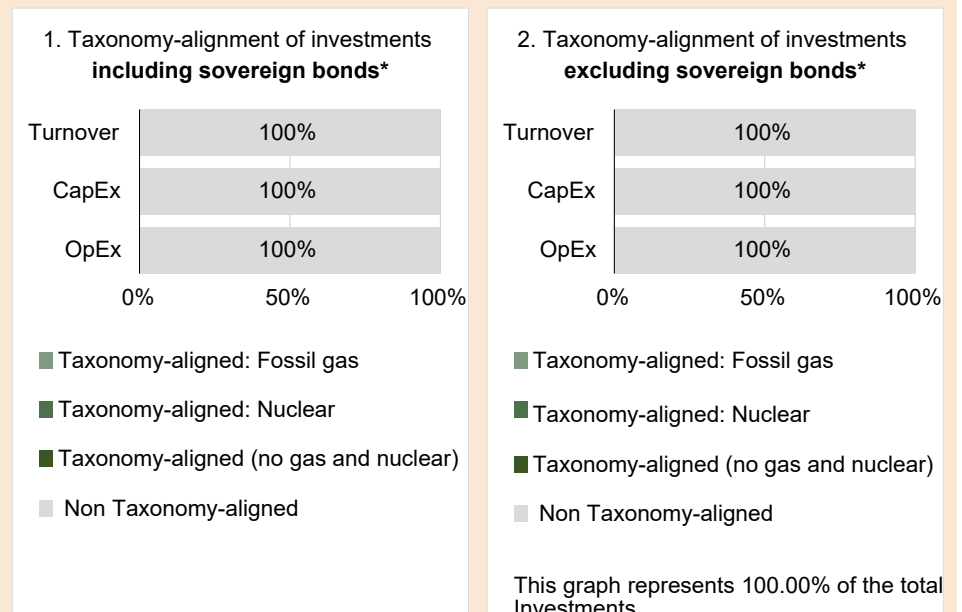 1. Taxonomy-alignment of investments
including sovereign bonds*
Turnover 100%
CapEx 100%
OpEx 100%
0% 50% 100%
Taxonomy-aligned: Fossil gas
Taxonomy-aligned: Nuclear
Taxonomy-aligned (no gas and nuclear)
Non Taxonomy-aligned
2. Taxonomy-alignment of investments
excluding sovereign bonds*
Turnover 100%
CapEx 100%
OpEx 100%
0% 50% 100%
Taxonomy-aligned: Fossil gas
Taxonomy-aligned: Nuclear
Taxonomy-aligned (no gas and nuclear)
Non Taxonomy-aligned
This graph represents 100.00% of the total
Investments